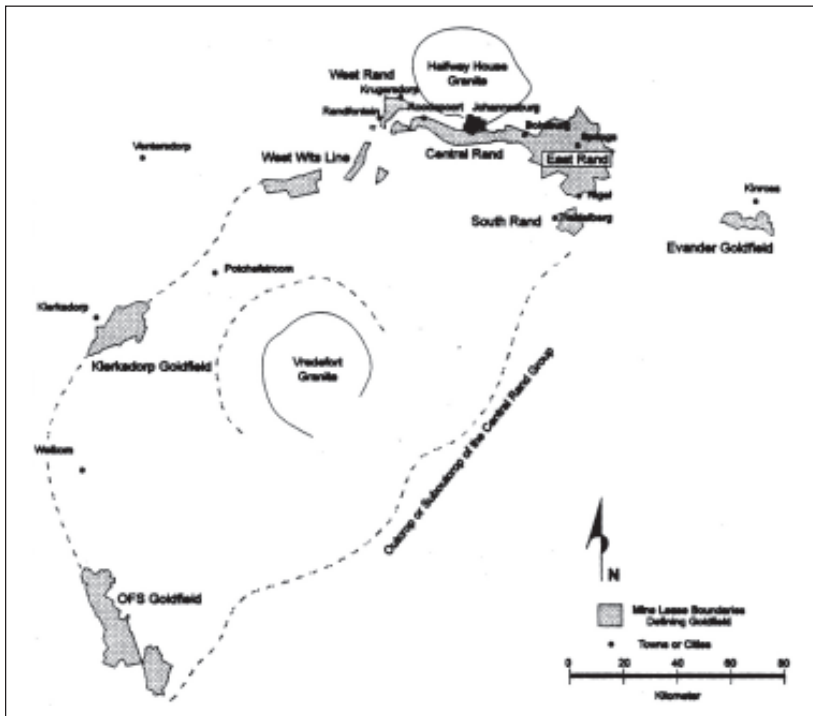 Halfway House
Granite
West Rand
Krugersdorp
Roodepoort
Johannesburg
Randfontein
Boksburg
Springs
Ventersdorp
West Wits Line
Central Rand
East Rand
Nigel
Kinross
South Rand
Heidelberg
Evander Goldfield
Potchefstroom
Klerksdorp
Klerksdorp Goldfield
Vredefort
Granite
Outcrop or Suboutcrop of the Central Rand Group
Welkom
OFS Goldfield
N
Mine Lease Boundaries
Defining Goldfield
Towns or Cities
0 20 40 60 80
Kilometer